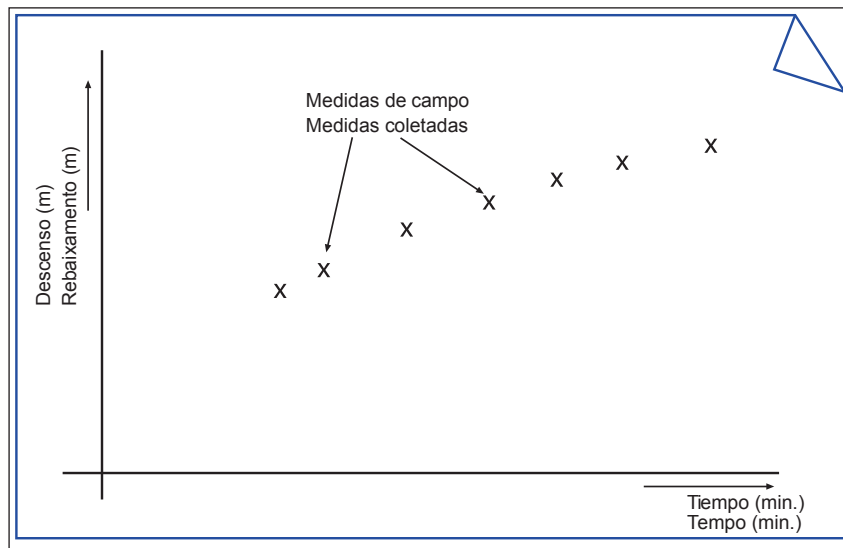 Medidas de campo
Medidas coletadas
Descenso (m)
Rebaixamento (m)
x
x
x
x
x
x
x
Tiempo (min.)
Tempo (min.)